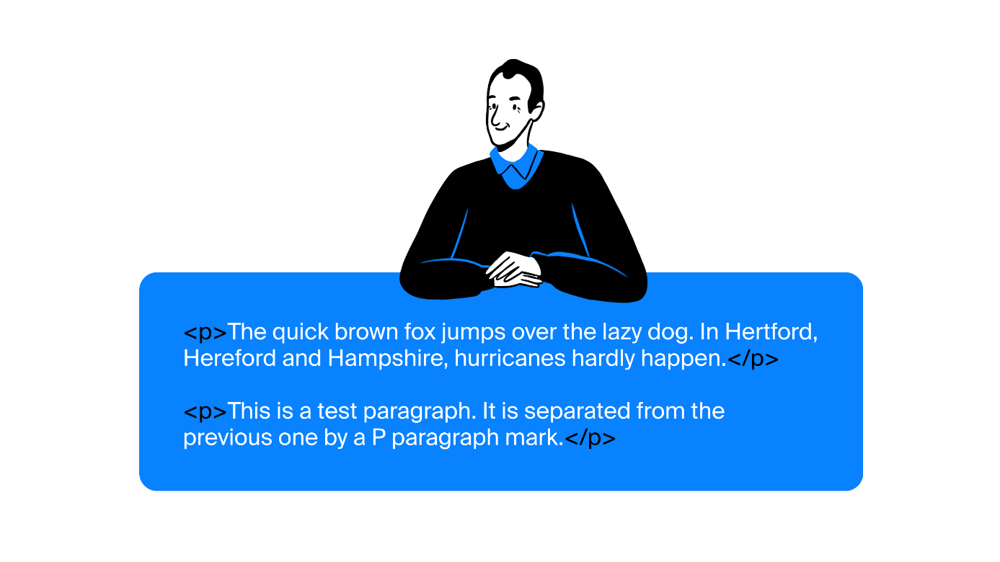 <p>The quick brown fox jumps over the lazy dog. In Hertford,
Hereford and Hampshire, hurricanes hardly happen.</p>
<p>This is a test paragraph. It is separated from the
previous one by a P paragraph mark.</p>